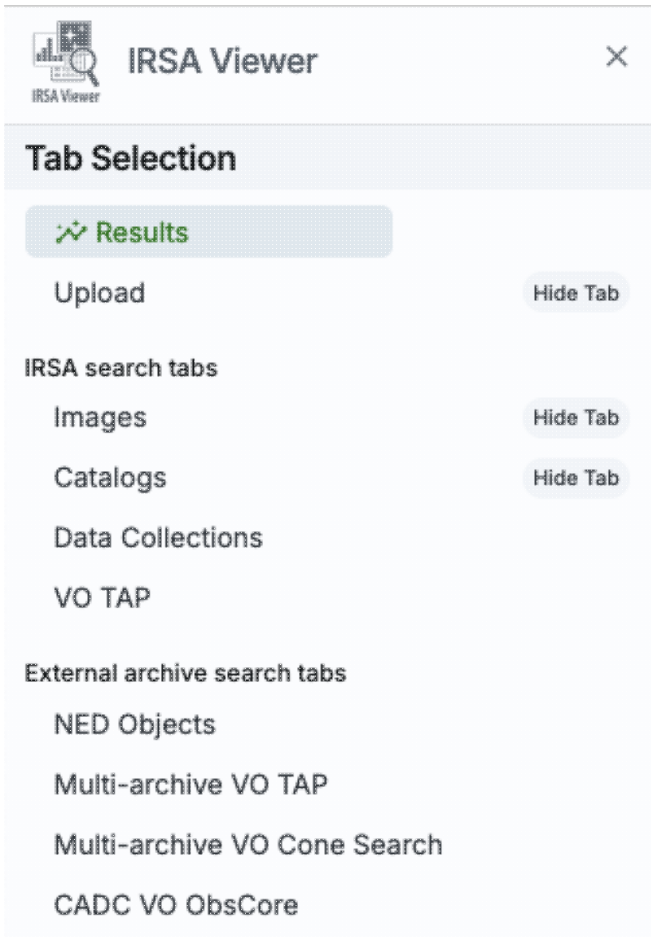 IRSA Viewer
IRSA Viewer
Tab Selection
Results
Upload Hide Tab
IRSA search tabs
Images Hide Tab
Catalogs Hide Tab
Data Collections
VO TAP
External archive search tabs
NED Objects
Multi-archive VO TAP
Multi-archive VO Cone Search
CADC VO ObsCore